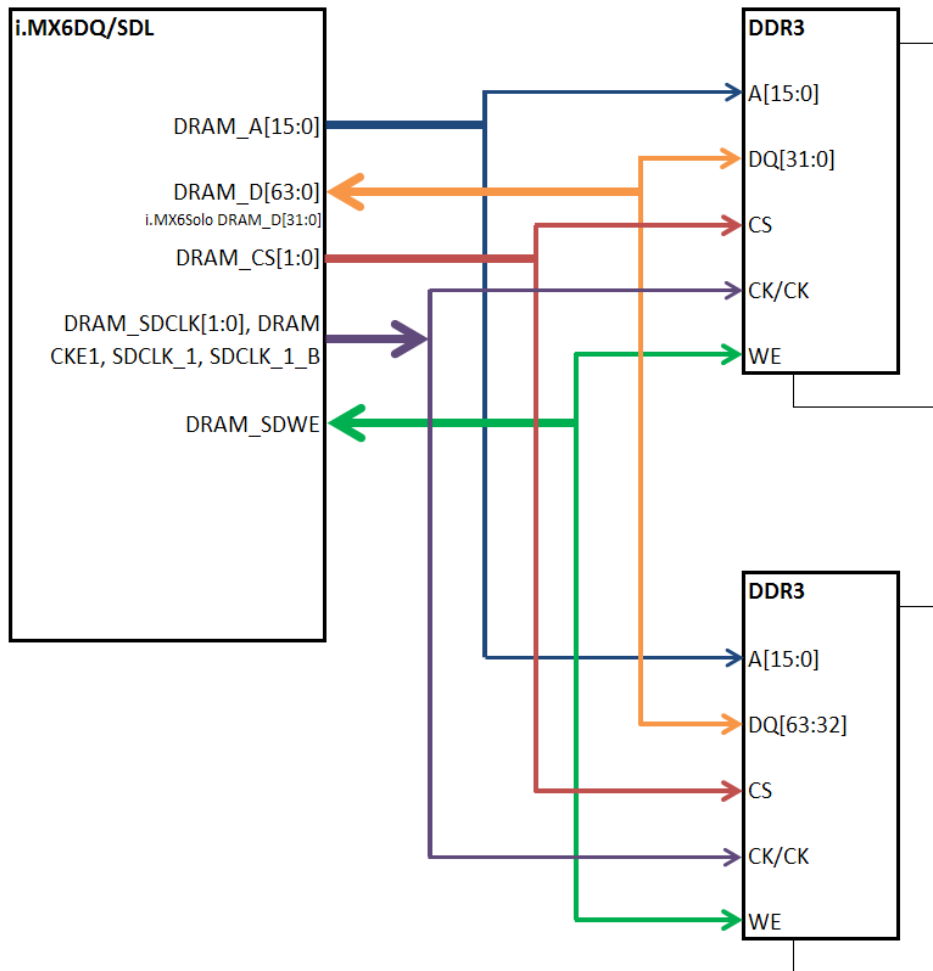 i.MX6DQ/SDL
DRAM_A[15:0]
DRAM_D[63:0]
i.MX6Solo DRAM_D[31:0]
DRAM_CS[1:0]
DRAM_SDCLK[1:0], DRAM
CKE1, SDCLK_1, SDCLK_1_B
DRAM_SDWE
DDR3
A[15:0]
DQ[31:0]
CS
CK/CK
WE
DDR3
A[15:0]
DQ[63:32]
CS
CK/CK
WE